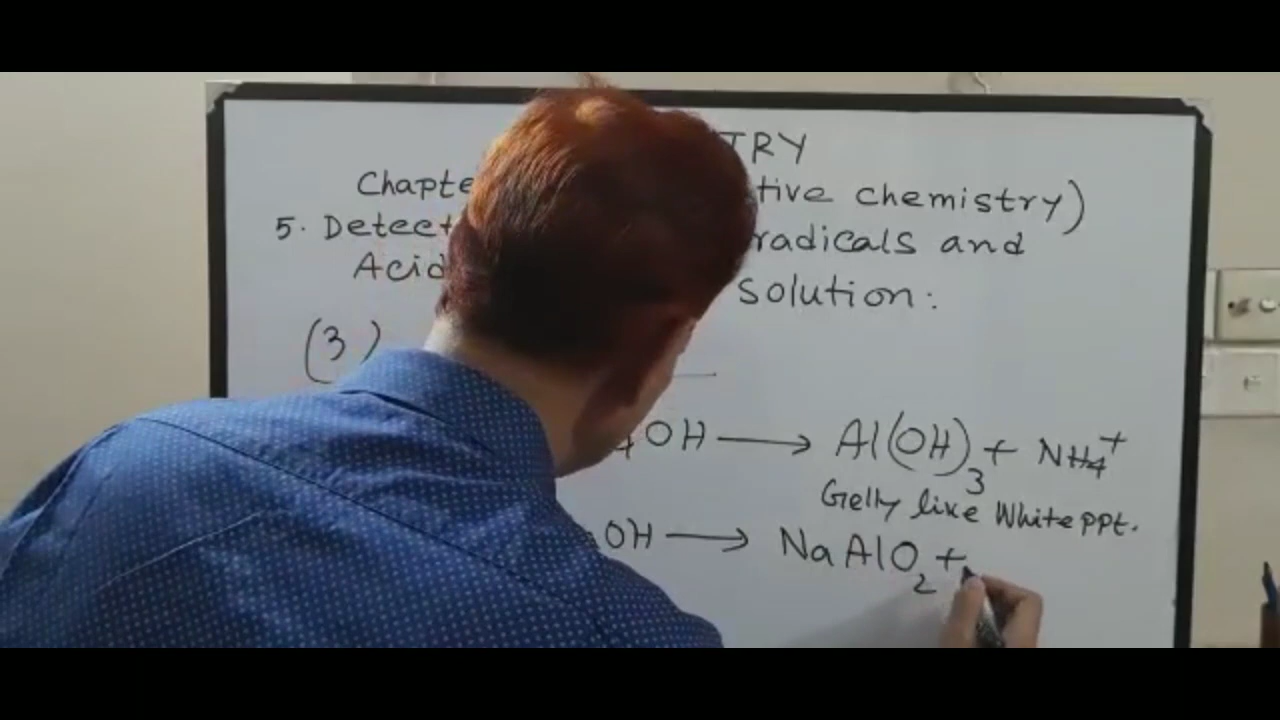 TRY
Chapte tive chemistry)
5. Detect radicals and
Acid solution:
(3)
4OH → Al(OH)3 + NH4+
Gelly like White ppt.
OH → NaAlO2 +